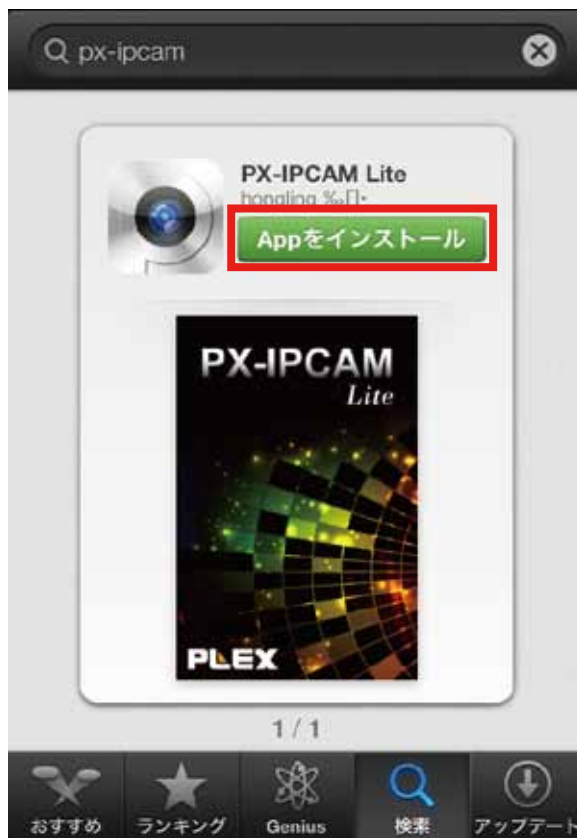 px-ipcam
PX-IPCAM Lite
hongling
Appをインストール
PX-IPCAM
Lite
PLEX
1 / 1
おすすめ
ランキング
Genius
検索
アップデート